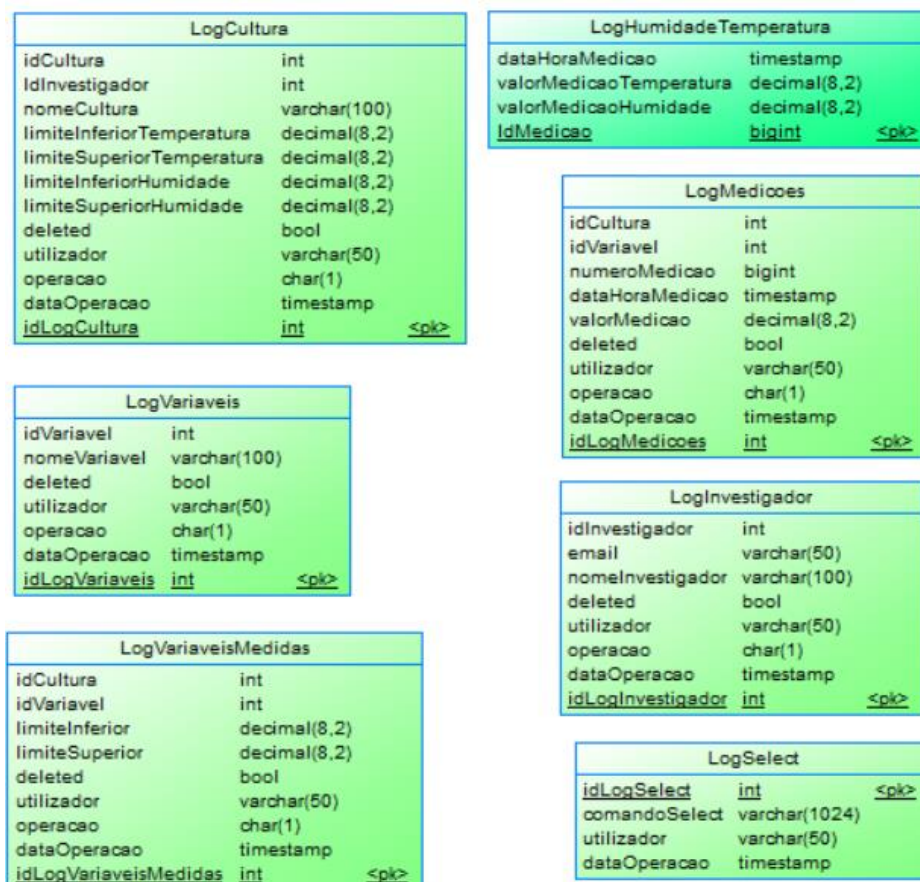 LogCultura
idCultura int
IdInvestigador int
nomeCultura varchar(100)
limiteInferiorTemperatura decimal(8,2)
limiteSuperiorTemperatura decimal(8,2)
limiteInferiorHumidade decimal(8,2)
limiteSuperiorHumidade decimal(8,2)
deleted bool
utilizador varchar(50)
operacao char(1)
dataOperacao timestamp
idLogCultura int <pk>
LogHumidadeTemperatura
dataHoraMedicao timestamp
valorMedicaoTemperatura decimal(8,2)
valorMedicaoHumidade decimal(8,2)
IdMedicao bigint <pk>
LogMedicoes
idCultura int
idVariavel int
numeroMedicao bigint
dataHoraMedicao timestamp
valorMedicao decimal(8,2)
deleted bool
utilizador varchar(50)
operacao char(1)
dataOperacao timestamp
idLogMedicoes int <pk>
LogVariaveis
idVariavel int
nomeVariavel varchar(100)
deleted bool
utilizador varchar(50)
operacao char(1)
dataOperacao timestamp
idLogVariaveis int <pk>
LogInvestigador
idInvestigador int
email varchar(50)
nomeInvestigador varchar(100)
deleted bool
utilizador varchar(50)
operacao char(1)
dataOperacao timestamp
idLogInvestigador int <pk>
LogVariaveisMedidas
idCultura int
idVariavel int
limiteInferior decimal(8,2)
limiteSuperior decimal(8,2)
deleted bool
utilizador varchar(50)
operacao char(1)
dataOperacao timestamp
idLogVariaveisMedidas int <pk>
LogSelect
idLogSelect int <pk>
comandoSelect varchar(1024)
utilizador varchar(50)
dataOperacao timestamp